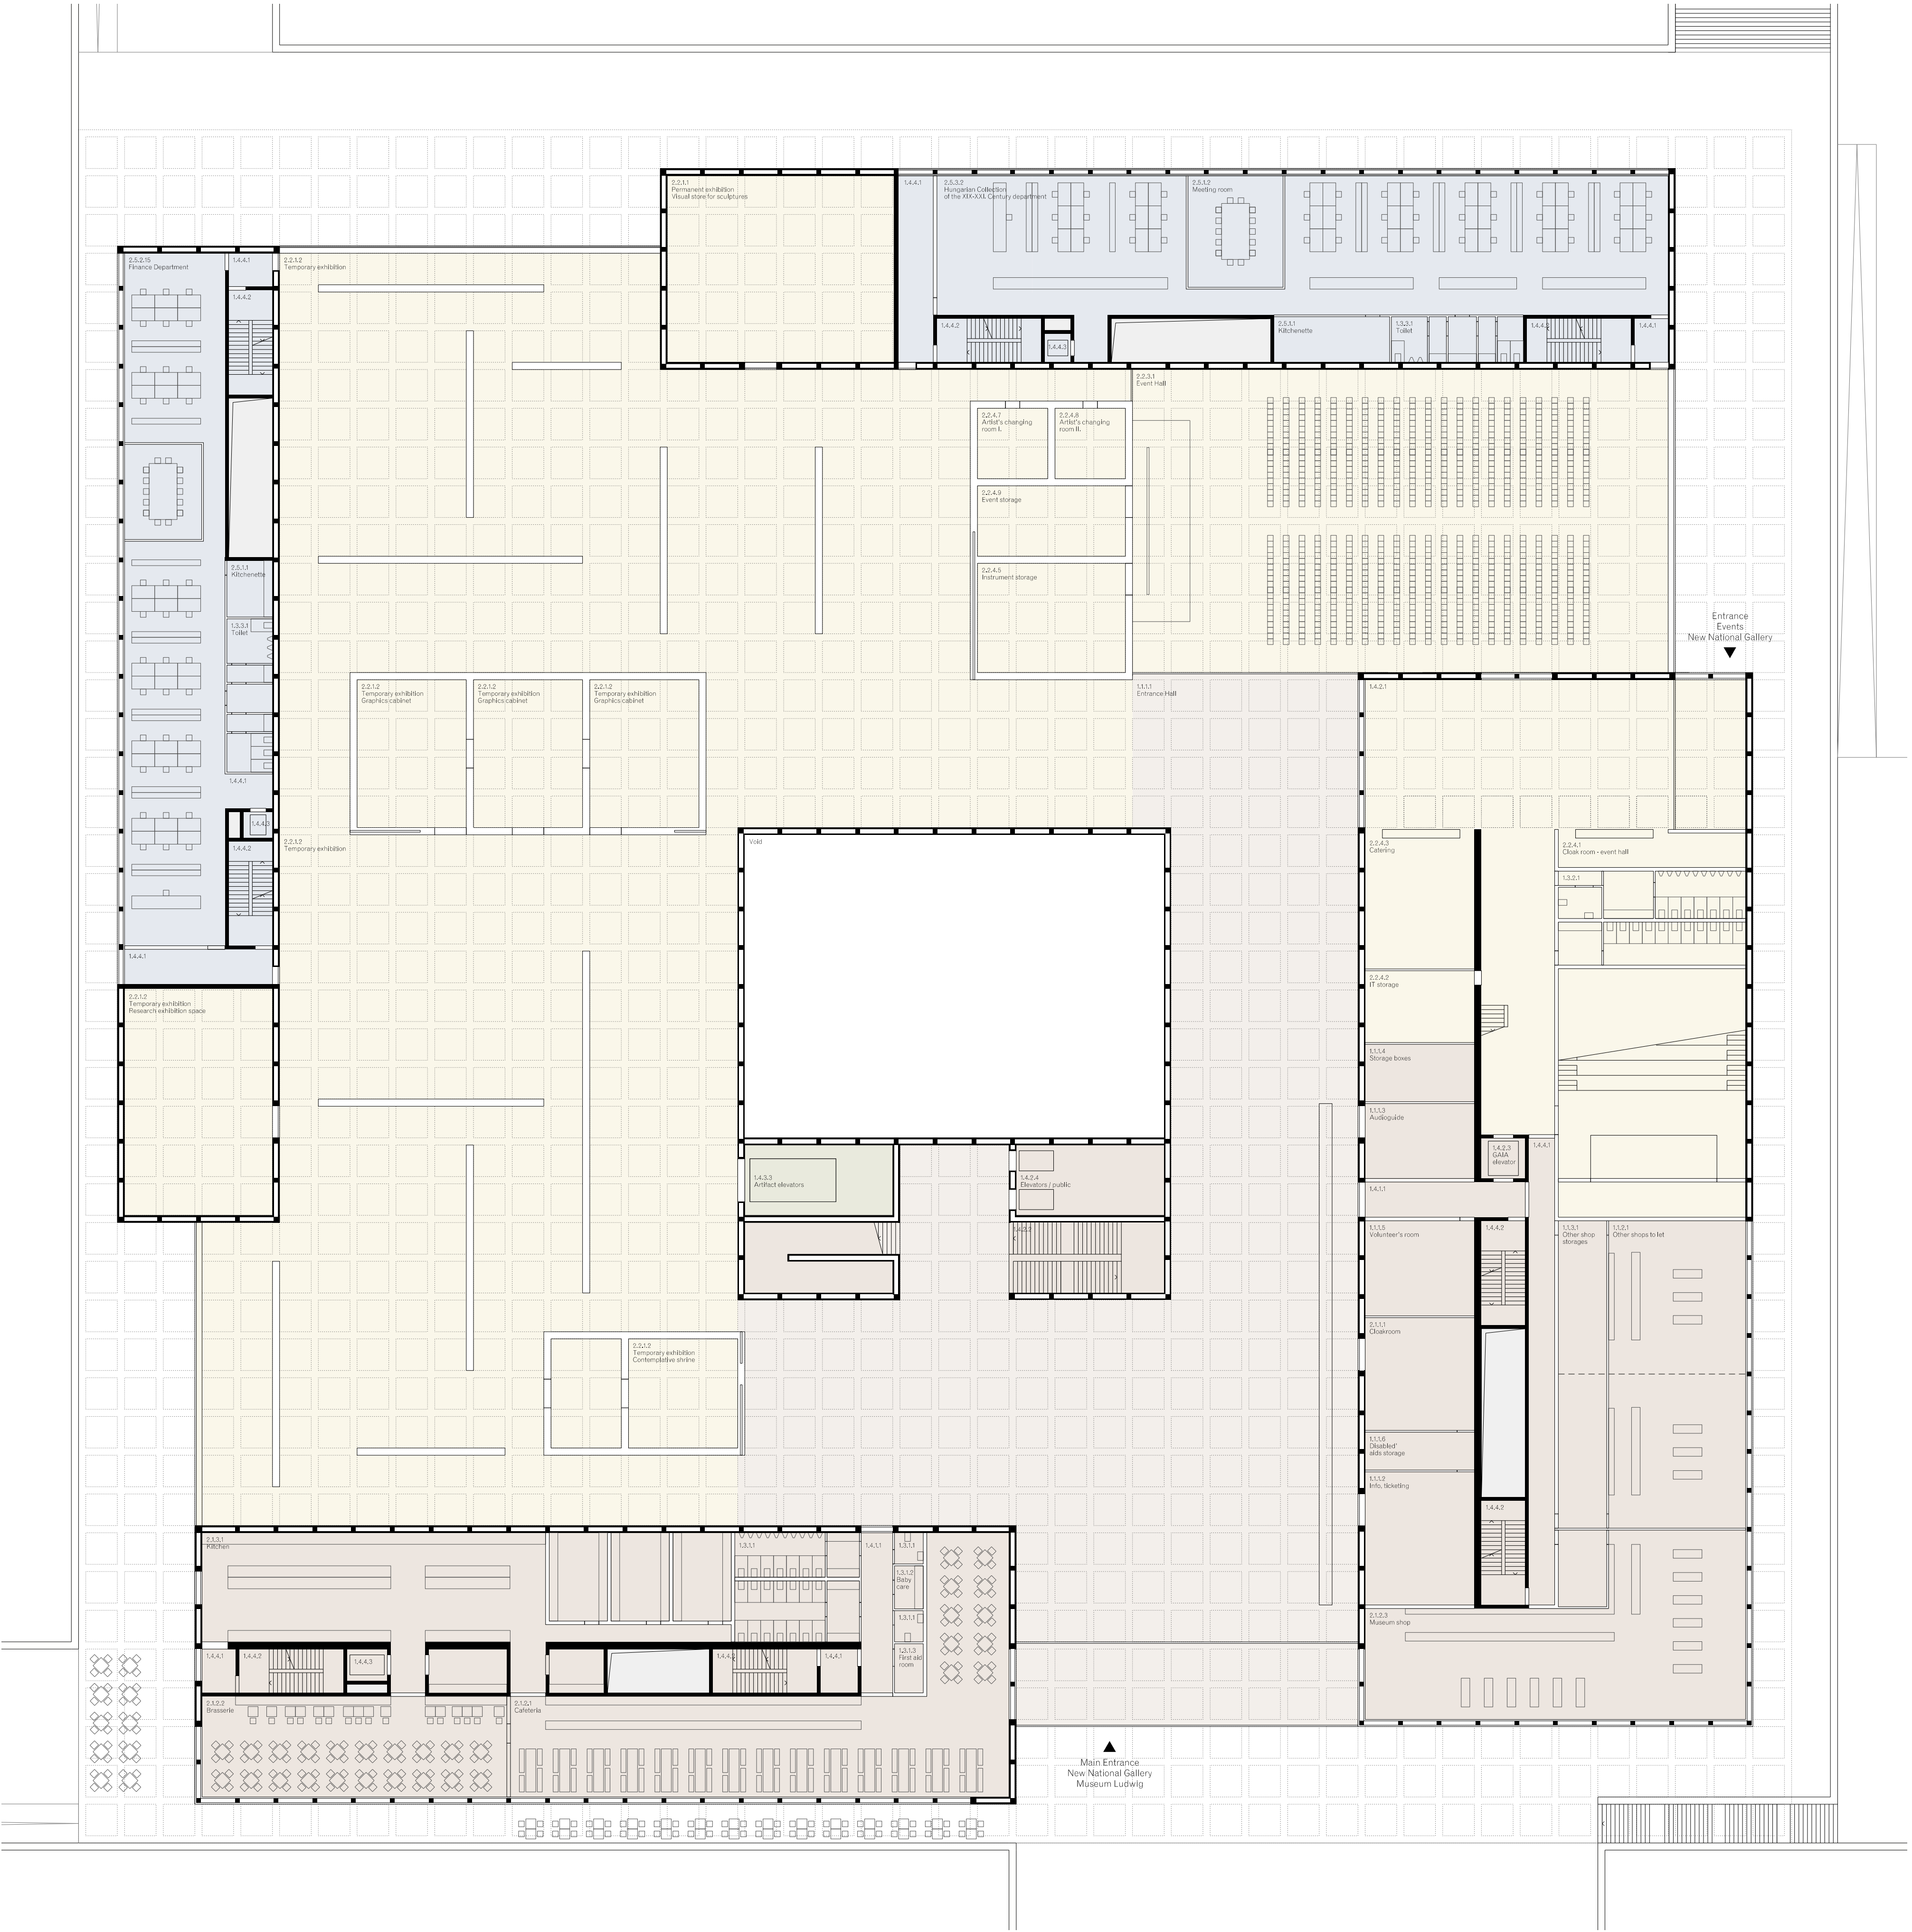 2.2.1.1
Permanent exhibition
Visual store for sculptures
1.4.4.1
2.5.3.2
Hungarian Collection
of the XIX-XXI. Century department
2.5.1.2
Meeting room
2.5.2.15
Finance Department
1.4.4.1
2.2.1.2
Temporary exhibition
1.4.4.2
1.4.4.2
1.4.4.3
2.5.1.1
Kitchenette
1.3.3.1
Toilet
1.4.4.2
1.4.4.1
2.2.3.1
Event Hall
2.2.4.7
Artist's changing
room I.
2.2.4.8
Artist's changing
room II.
2.2.4.9
Event storage
2.5.1.1
Kitchenette
2.2.4.5
Instrument storage
1.3.3.1
Toilet
Entrance
Events
New National Gallery
2.2.1.2
Temporary exhibition
Graphics cabinet
2.2.1.2
Temporary exhibition
Graphics cabinet
2.2.1.2
Temporary exhibition
Graphics cabinet
1.1.1.1
Entrance Hall
1.4.2.1
1.4.4.1
1.4.4.3
2.2.1.2
Temporary exhibition
Void
1.4.4.2
2.2.4.3
Catering
2.2.4.1
Cloak room - event hall
1.3.2.1
1.4.4.1
2.2.1.2
Temporary exhibition
Research exhibition space
2.2.4.2
IT storage
1.1.1.4
Storage boxes
1.1.1.3
Audioguide
1.4.2.3
GAIA
elevator
1.4.4.1
1.4.3.3
Artifact elevators
1.4.2.4
Elevators / public
1.4.1.1
1.4.2.2
1.1.1.5
Volunteer's room
1.4.4.2
1.1.3.1
Other shop
storages
1.1.2.1
Other shops to let
2.1.1.1
Cloakroom
2.2.1.2
Temporary exhibition
Contemplative shrine
1.1.1.6
Disabled'
aids storage
1.1.1.2
Info, ticketing
1.4.4.2
2.1.3.1
Kitchen
1.3.1.1
1.4.1.1
1.3.1.1
1.3.1.2
Baby
care
1.3.1.1
2.1.2.3
Museum shop
1.4.4.1
1.4.4.2
1.4.4.3
1.4.4.2
1.4.4.1
1.3.1.3
First aid
room
2.1.2.2
Brasserie
2.1.2.1
Cafeteria
Main Entrance
New National Gallery
Museum Ludwig